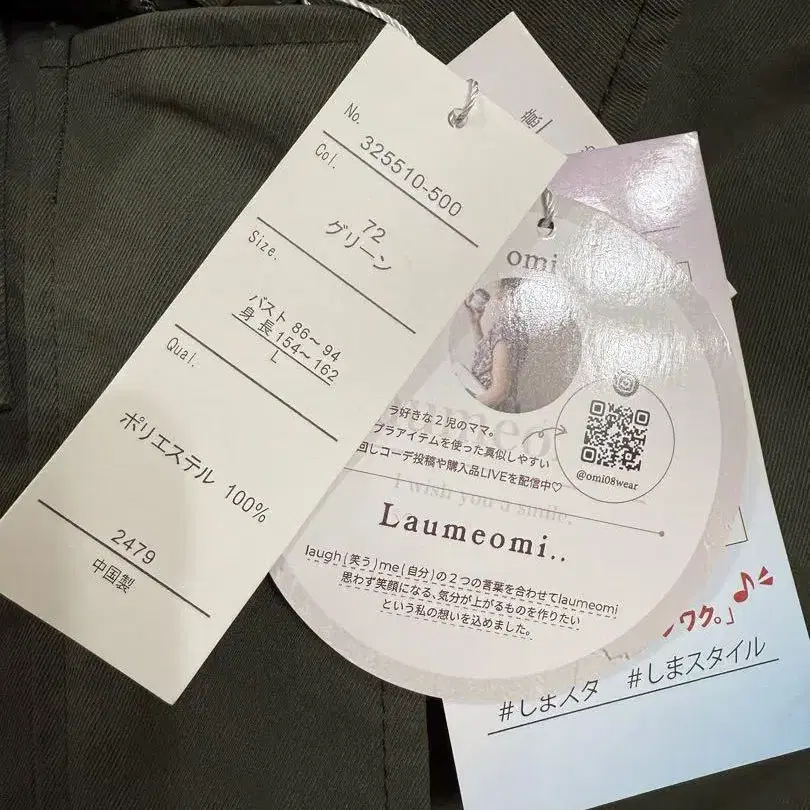 No. 325510-500
Col. 72
グリーン
Size.
バスト 86〜94
身長 154〜162
L
Qual.
ポリエステル 100%
2479
中国製
omi
ラ好きな2児のママ。
プラアイテムを使った真似しやすい
回しコーデ投稿や購入品LIVEを配信中♡
@omi08wear
I wish you a smile.
Laumeomi..
laugh(笑う)me(自分)の2つの言葉を合わせてlaumeomi
思わず笑顔になる、気分が上がるものを作りたい
という私の想いを込めました。
ワク。」
#しまスタ #しまスタイル